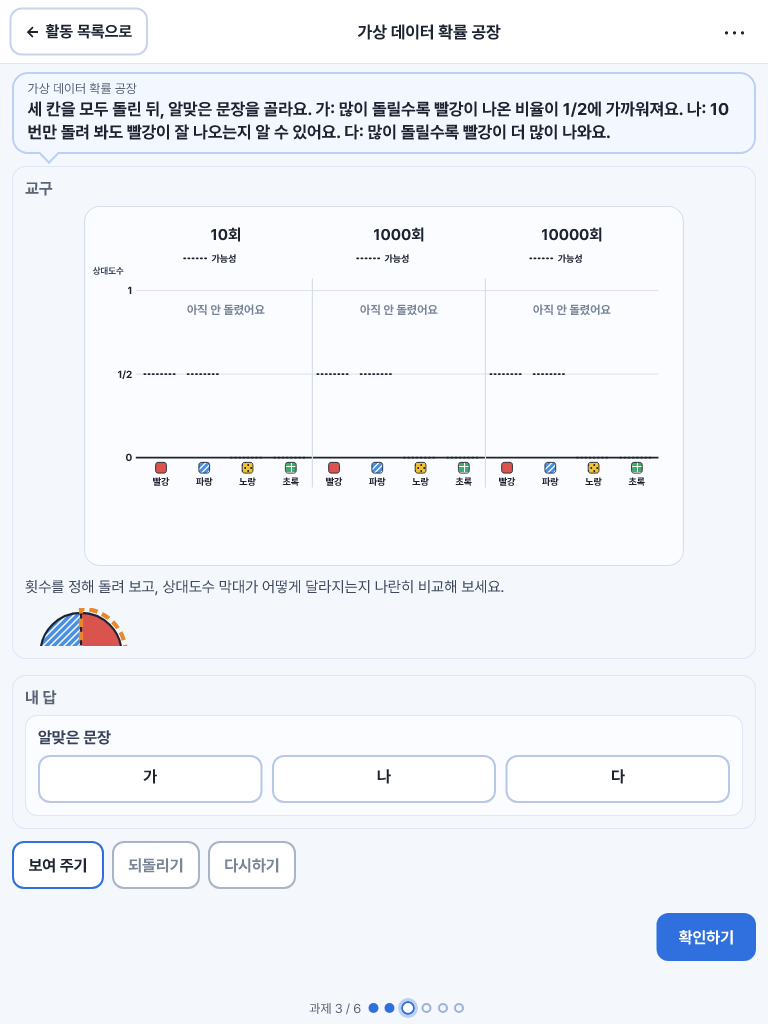 ← 활동 목록으로
가상 데이터 확률 공장
...
가상 데이터 확률 공장
세 칸을 모두 돌린 뒤, 알맞은 문장을 골라요. 가: 많이 돌릴수록 빨강이 나온 비율이 1/2에 가까워져요. 나: 10
번만 돌려 봐도 빨강이 잘 나오는지 알 수 있어요. 다: 많이 돌릴수록 빨강이 더 많이 나와요.
교구
10회 1000회 10000회
가능성 가능성 가능성
상대도수
1
아직 안 돌렸어요 아직 안 돌렸어요 아직 안 돌렸어요
1/2
0
빨강 파랑 노랑 초록 빨강 파랑 노랑 초록 빨강 파랑 노랑 초록
횟수를 정해 돌려 보고, 상대도수 막대가 어떻게 달라지는지 나란히 비교해 보세요.
내 답
알맞은 문장
가 나 다
보여 주기 되돌리기 다시하기
확인하기
과제 3 / 6